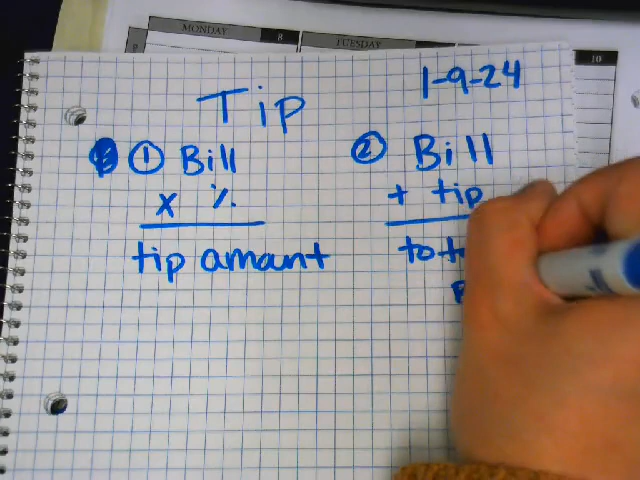 MONDAY 8
TUESDAY
10
Tip
1-9-24
① Bill
x %
tip amant
② Bill
+ tip